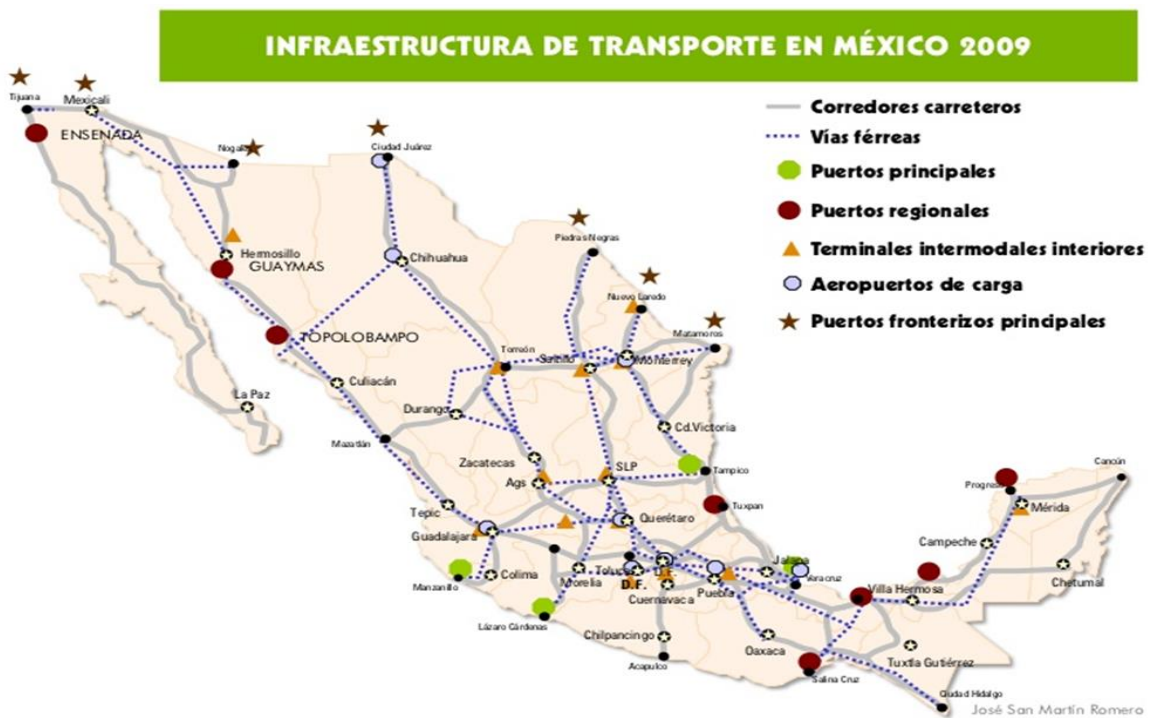 INFRAESTRUCTURA DE TRANSPORTE EN MÉXICO 2009
Corredores carreteros
Vías férreas
Puertos principales
Puertos regionales
Terminales intermodales interiores
Aeropuertos de carga
Puertos fronterizos principales
Tijuana
Mexicali
ENSENADA
Nogales
Ciudad Juárez
Hermosillo
GUAYMAS
Chihuahua
Piedras Negras
Nuevo Laredo
Matamoros
TOPOLOBAMPO
Torreón
Saltillo
Monterrey
Culiacán
La Paz
Durango
Cd.Victoria
Mazatlán
Zacatecas
SLP
Tampico
Ags
Cancún
Progreso
Mérida
Tepic
Querétaro
Tuxpan
Guadalajara
Campeche
Manzanillo
Colima
Morelia
Toluca
D.F.
Jalapa
Veracruz
Puebla
Cuernavaca
Villa Hermosa
Chetumal
Lázaro Cárdenas
Chilpancingo
Acapulco
Oaxaca
Tuxtla Gutiérrez
Salina Cruz
Ciudad Hidalgo
José San Martín Romero